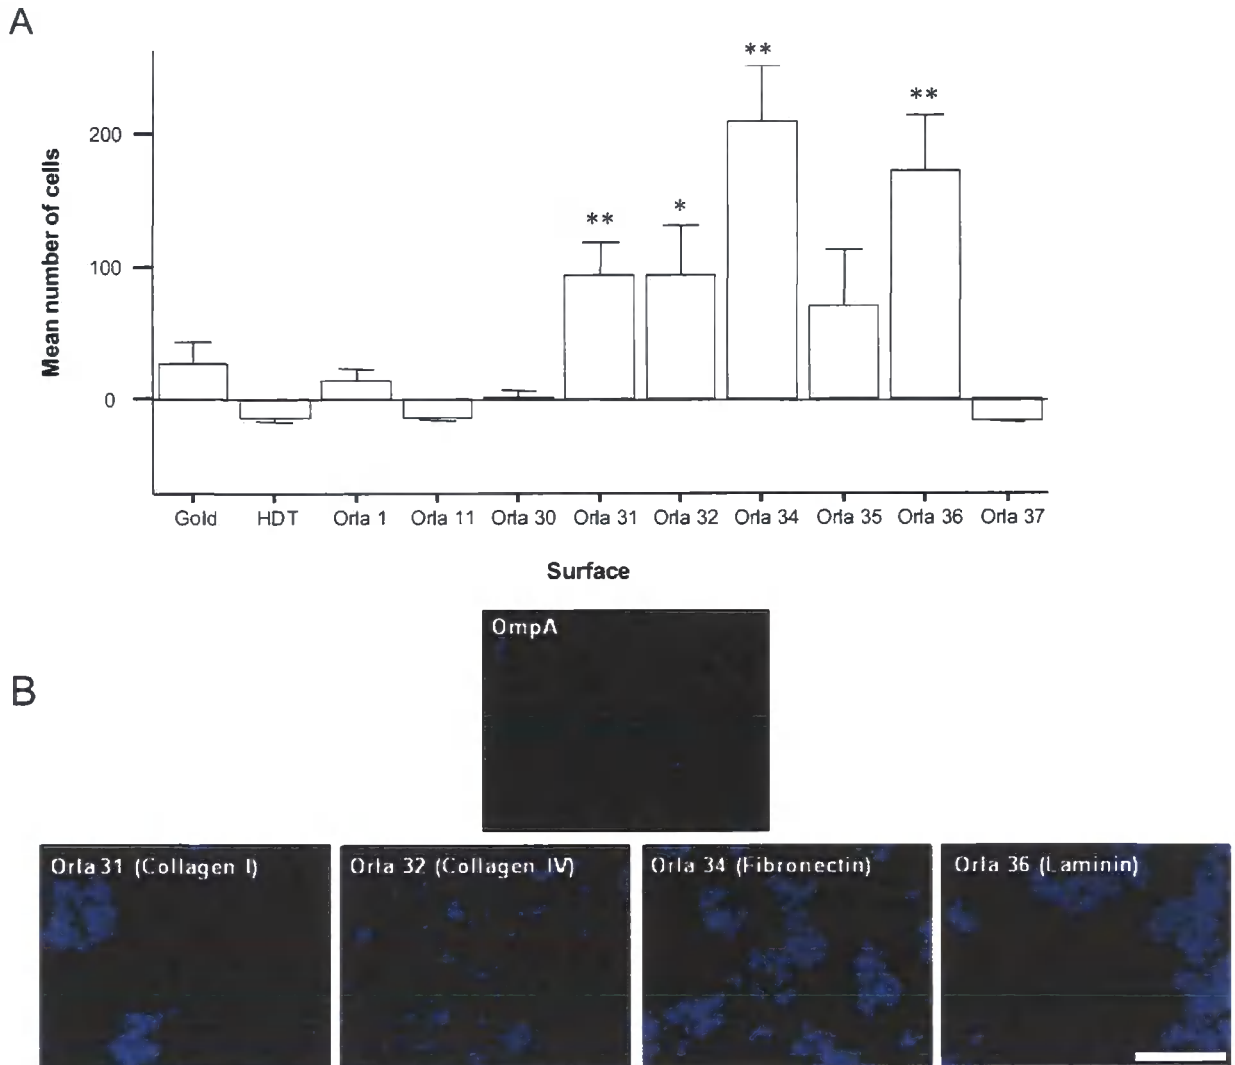 A
**
**
**
*
200
100
0
Mean number of cells
Gold HDT Orla 1 Orla 11 Orla 30 Orla 31 Orla 32 Orla 34 Orla 35 Orla 36 Orla 37
Surface
B
OmpA
Orla 31 (Collagen I) Orla 32 (Collagen IV) Orla 34 (Fibronectin) Orla 36 (Laminin)